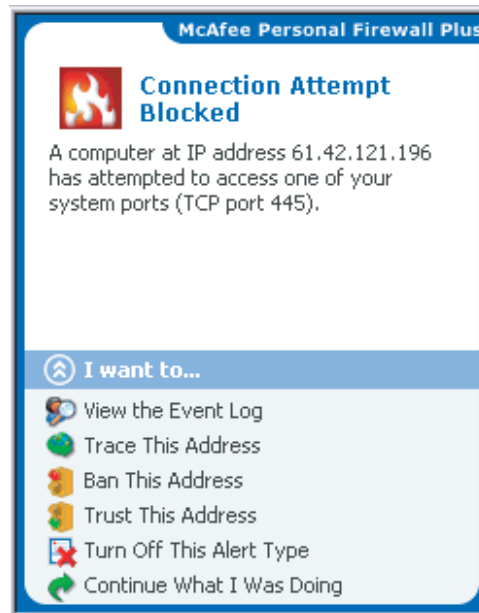 McAfee Personal Firewall Plus
Connection Attempt
Blocked
A computer at IP address 61.42.121.196
has attempted to access one of your
system ports (TCP port 445).
I want to...
View the Event Log
Trace This Address
Ban This Address
Trust This Address
Turn Off This Alert Type
Continue What I Was Doing